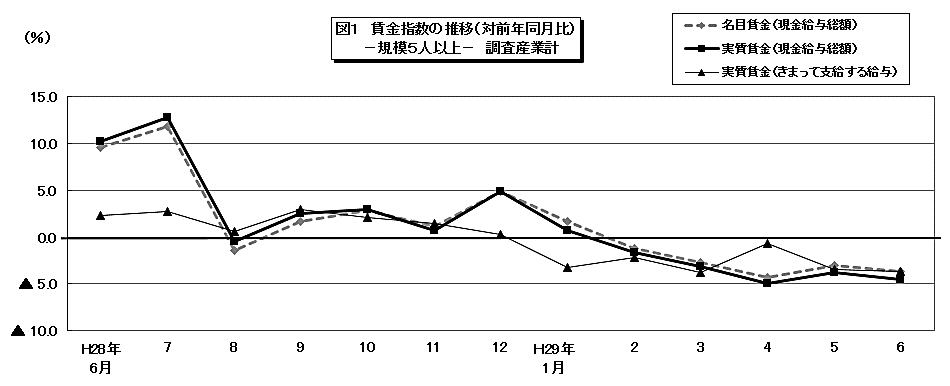 図1　賃金指数の推移(対前年同月比)
－規模５人以上－　調査産業計
(%)
名目賃金(現金給与総額)
実質賃金(現金給与総額)
実質賃金(きまって支給する給与)
15.0
10.0
5.0
0.0
▲ 5.0
▲ 10.0
H28年 7 8 9 10 11 12 H29年 2 3 4 5 6
6月 1月